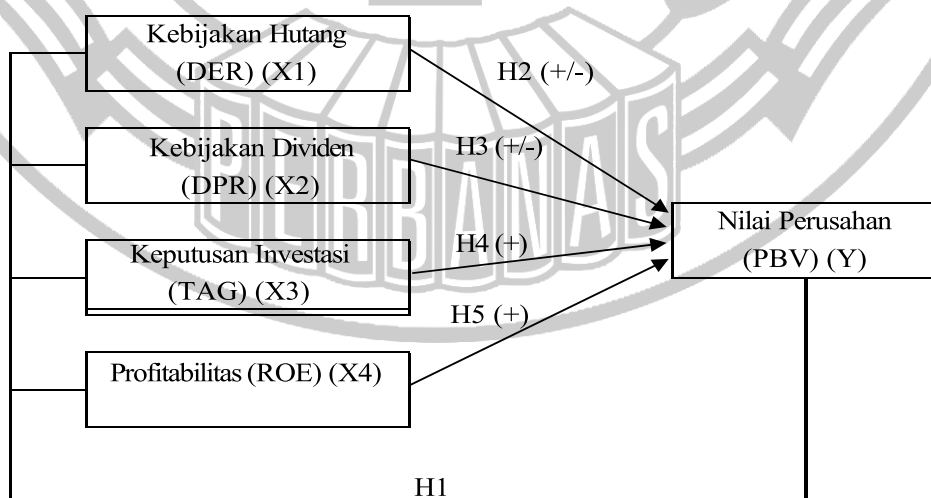 Kebijakan Hutang
(DER) (X1)
H2 (+/-)
Kebijakan Dividen
(DPR) (X2)
H3 (+/-)
Keputusan Investasi
(TAG) (X3)
H4 (+)
Nilai Perusahan
(PBV) (Y)
Profitabilitas (ROE) (X4)
H5 (+)
H1
PERBANAS